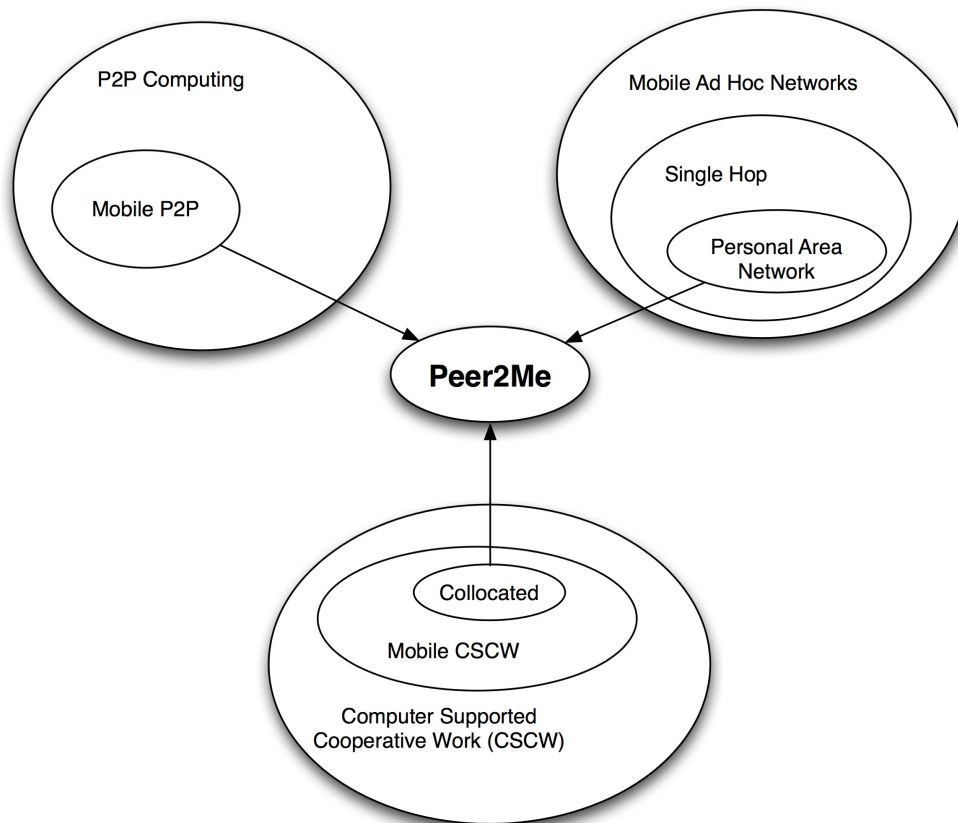 P2P Computing
Mobile P2P
Mobile Ad Hoc Networks
Single Hop
Personal Area
Network
Peer2Me
Collocated
Mobile CSCW
Computer Supported
Cooperative Work (CSCW)